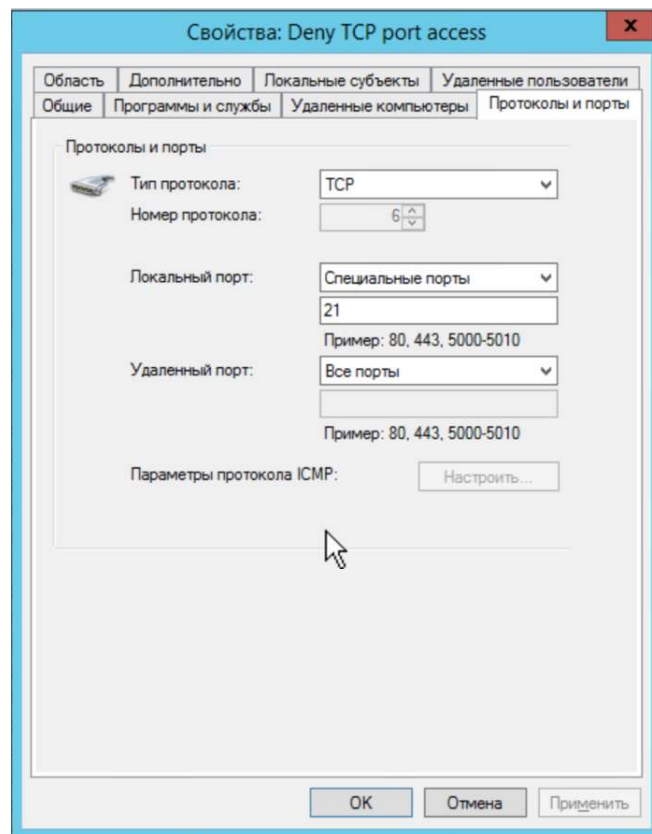 Свойства: Deny TCP port access
x
Область Дополнительно Локальные субъекты Удаленные пользователи
Общие Программы и службы Удаленные компьютеры Протоколы и порты
Протоколы и порты
Тип протокола: TCP
Номер протокола: 6
Локальный порт: Специальные порты
21
Пример: 80, 443, 5000-5010
Удаленный порт: Все порты
Пример: 80, 443, 5000-5010
Параметры протокола ICMP: Настроить...
OK Отмена Применить